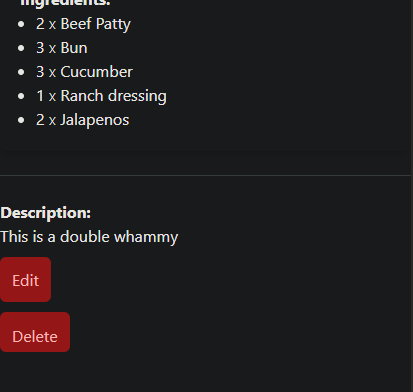 Ingredients:
2 x Beef Patty
3 x Bun
3 x Cucumber
1 x Ranch dressing
2 x Jalapenos
Description:
This is a double whammy
Edit
Delete